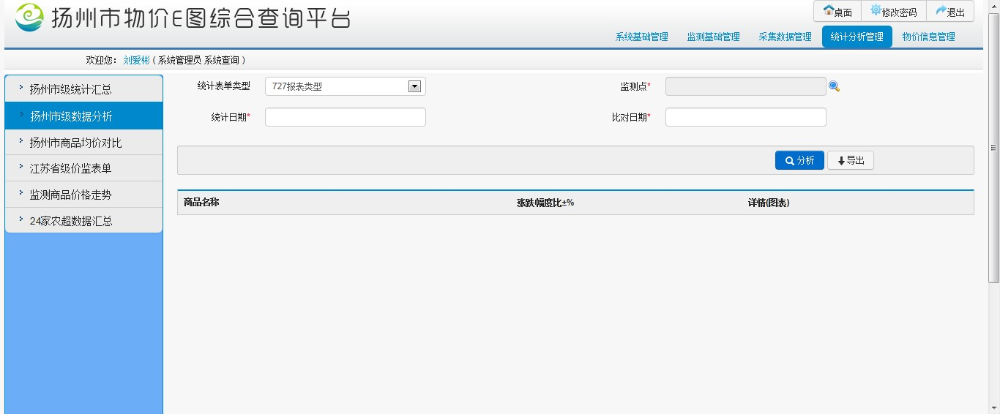 扬州市物价E图综合查询平台
桌面 修改密码 退出
系统基础管理 监测基础管理 采集数据管理 统计分析管理 物价信息管理
欢迎您： 刘爱彬 ( 系统管理员 系统查询 )
扬州市级统计汇总
扬州市级数据分析
扬州市商品均价对比
江苏省级价监表单
监测商品价格走势
24家农超数据汇总
统计表单类型 727报表类型 监测点*
统计日期* 比对日期*
分析 导出
商品名称 涨跌幅度比±% 详情(图表)